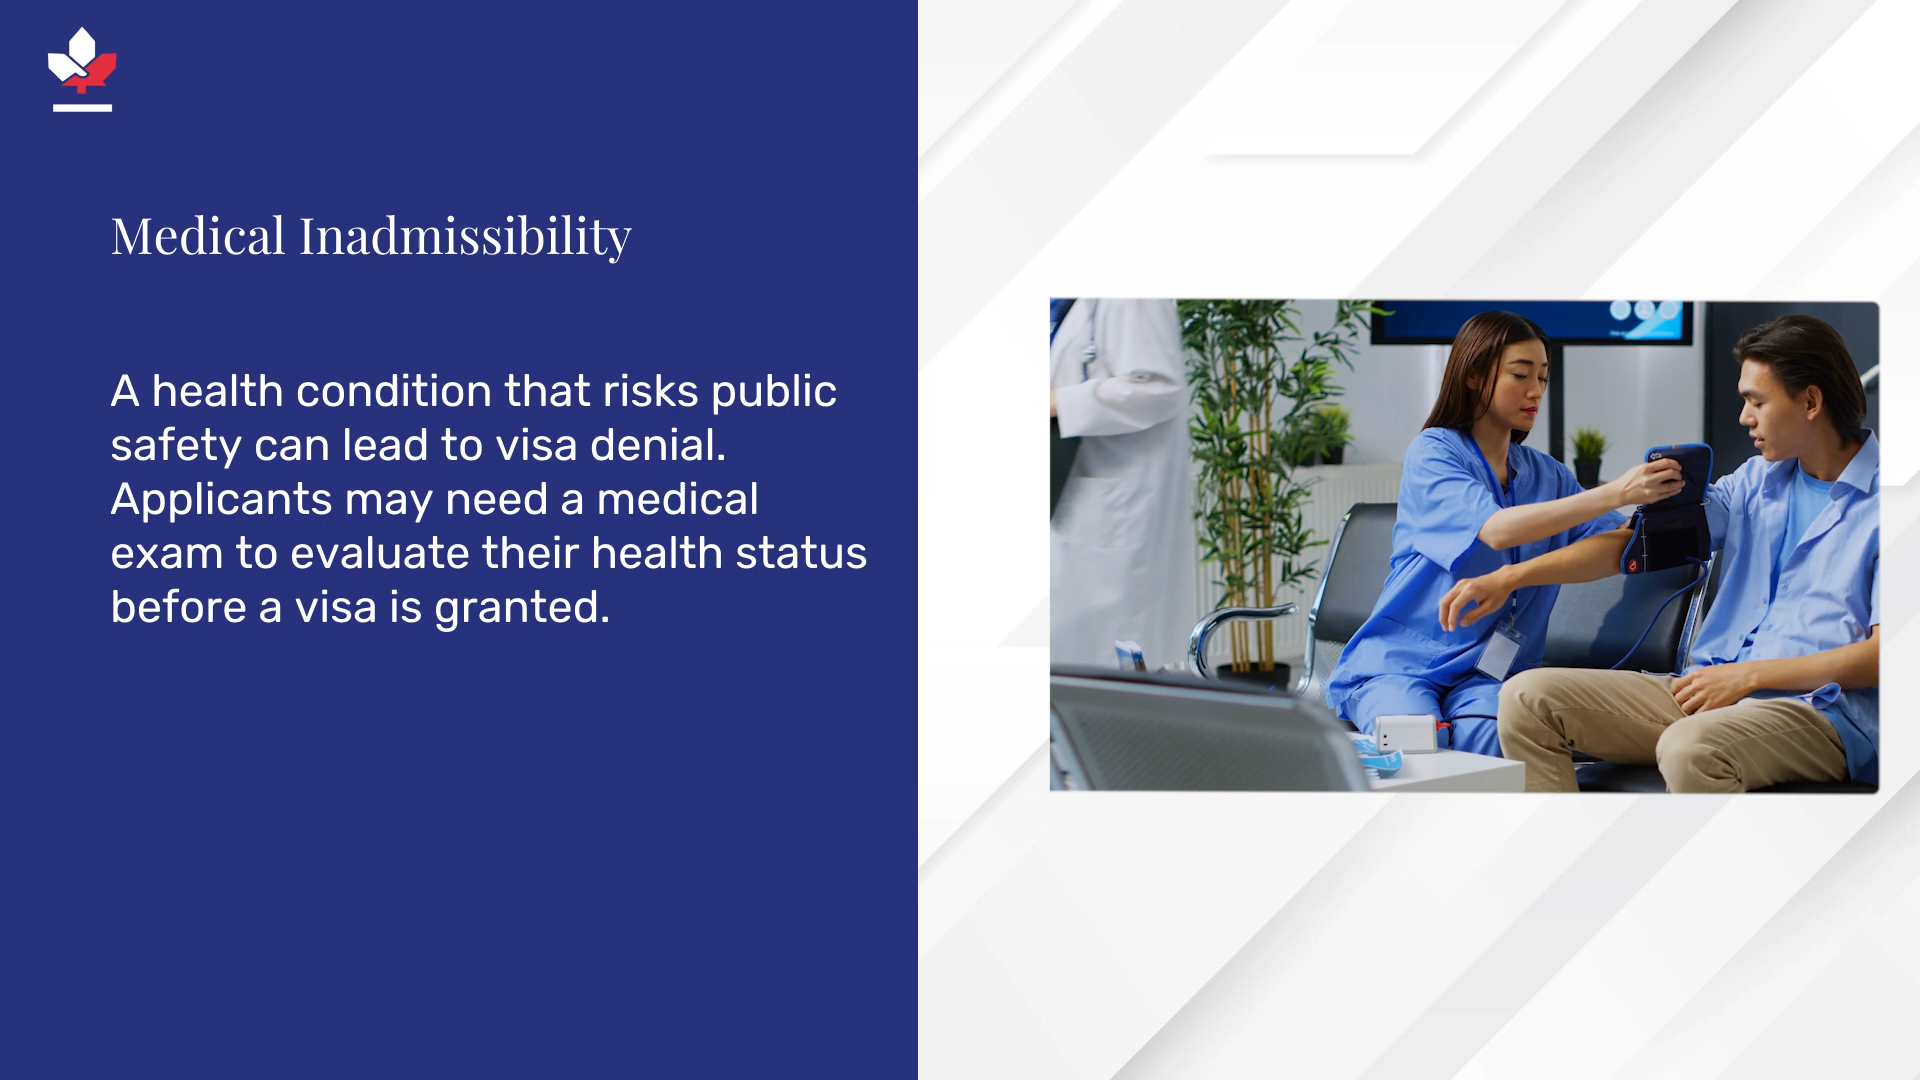 Medical Inadmissibility
A health condition that risks public
safety can lead to visa denial.
Applicants may need a medical
exam to evaluate their health status
before a visa is granted.